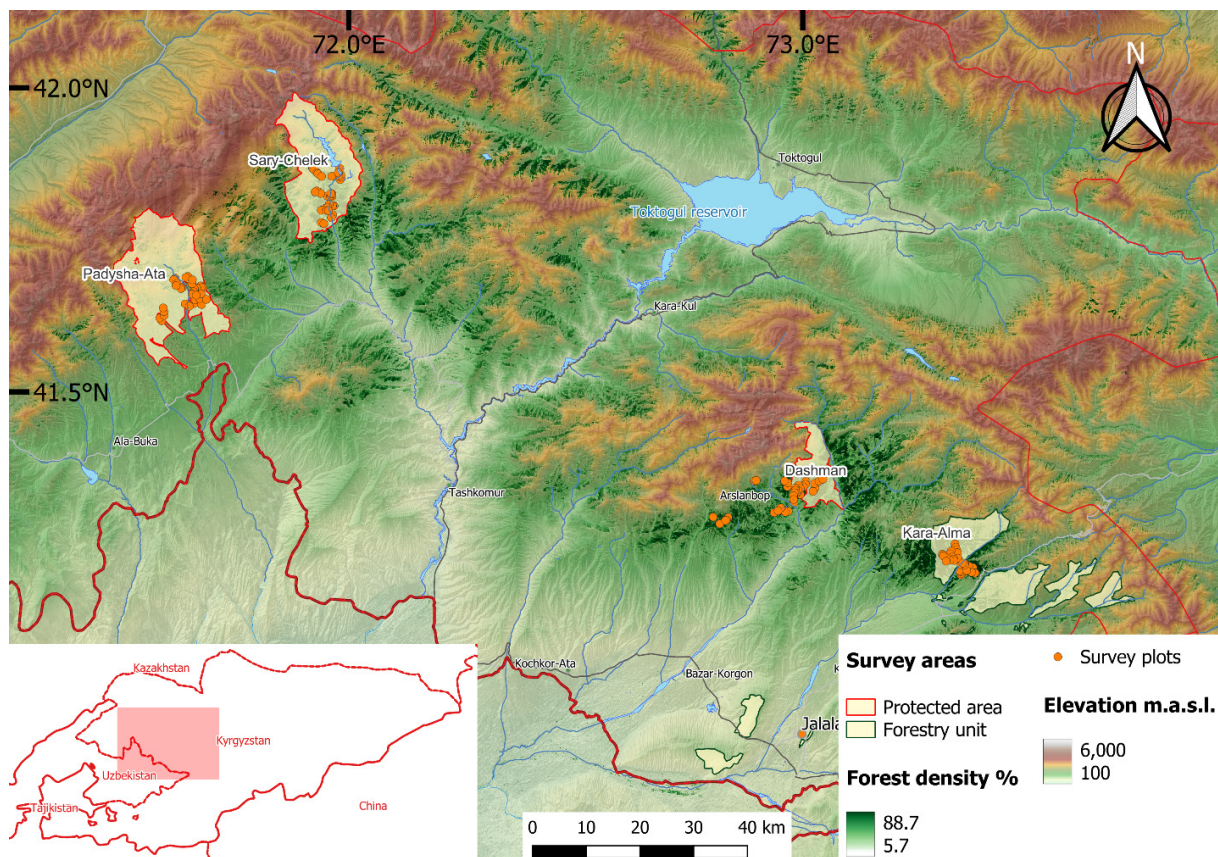 72.0°E
73.0°E
N
42.0°N
Sary-Chelek
Toktogul
Toktogul reservoir
Padysha-Ata
Kara-Kul
41.5°N
Ala-Buka
Dashman
Tashkomur
Arslanbop
Kara-Alma
Kochkor-Ata
Bazar-Korgon
K
Jalala
Kazakhstan
Kyrgyzstan
Uzbekistan
Tajikistan
China
0 10 20 30 40 km
Survey areas
Protected area
Forestry unit
Forest density %
88.7
5.7
Survey plots
Elevation m.a.s.l.
6,000
100